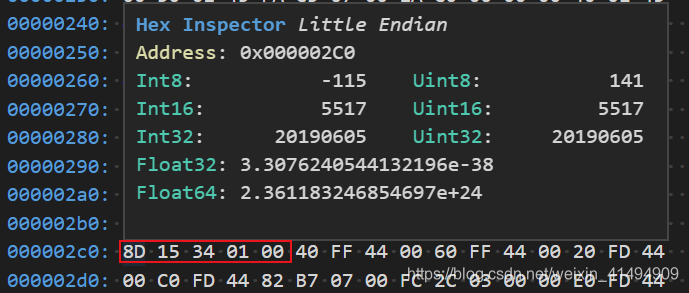 00000240: Hex Inspector Little Endian
00000250: Address: 0x000002C0
00000260: Int8: -115 Uint8: 141
00000270: Int16: 5517 Uint16: 5517
00000280: Int32: 20190605 Uint32: 20190605
00000290: Float32: 3.3076240544132196e-38
000002a0: Float64: 2.361183246854697e+24
000002b0:
000002c0: 8D 15 34 01 00 40 FF 44 00 60 FF 44 00 20 FD 44
000002d0: 00 C0 FD 44 82 B7 07 00 FC 2C 03 00 00 E0 FD 44
https://blog.csdn.net/weixin_41494909